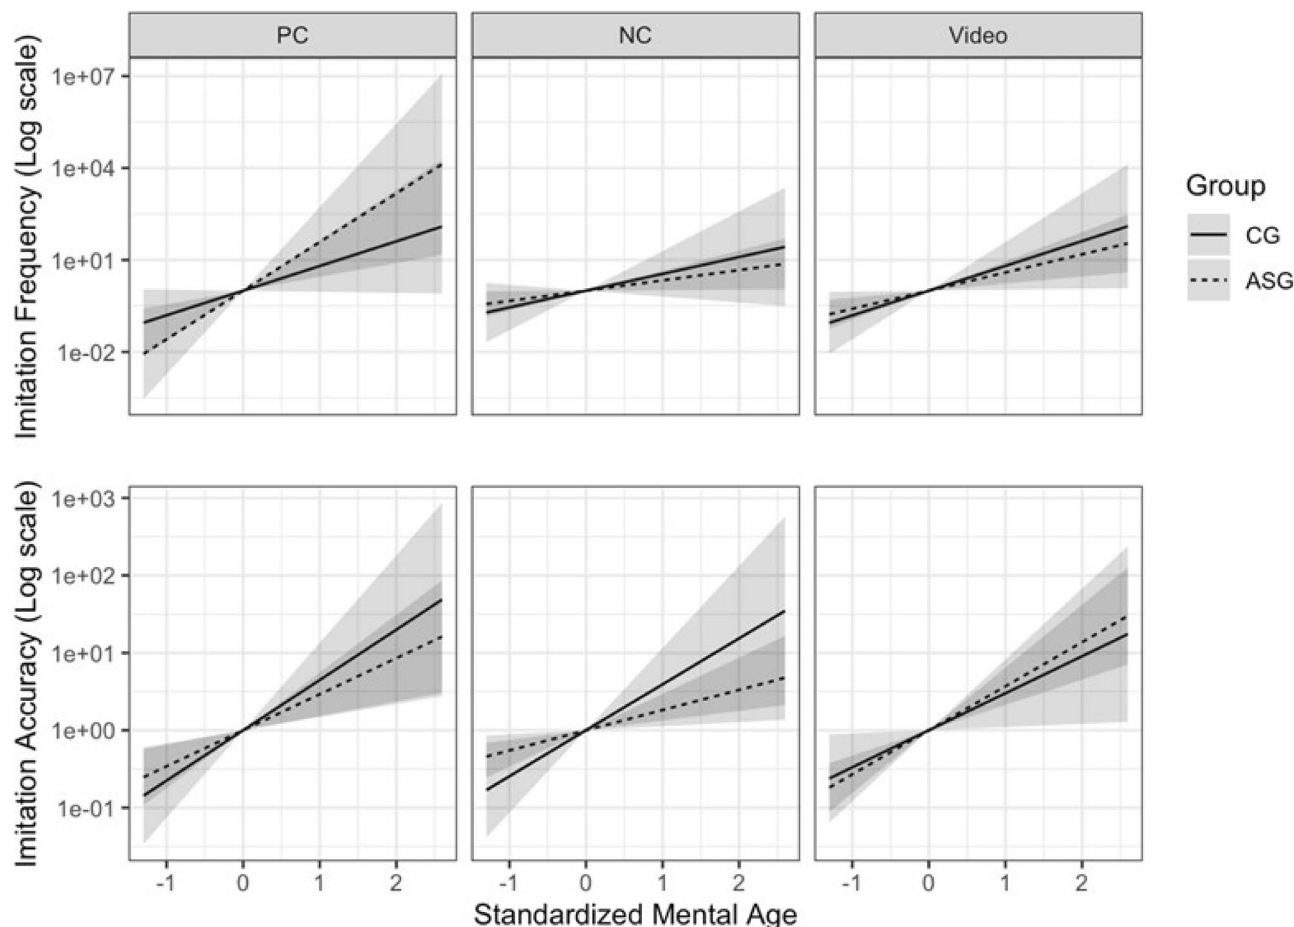 PC NC Video
Imitation Frequency (Log scale)
1e+07
1e+04
1e+01
1e-02
Group
CG
ASG
Imitation Accuracy (Log scale)
1e+03
1e+02
1e+01
1e+00
1e-01
-1 0 1 2 -1 0 1 2 -1 0 1 2
Standardized Mental Age